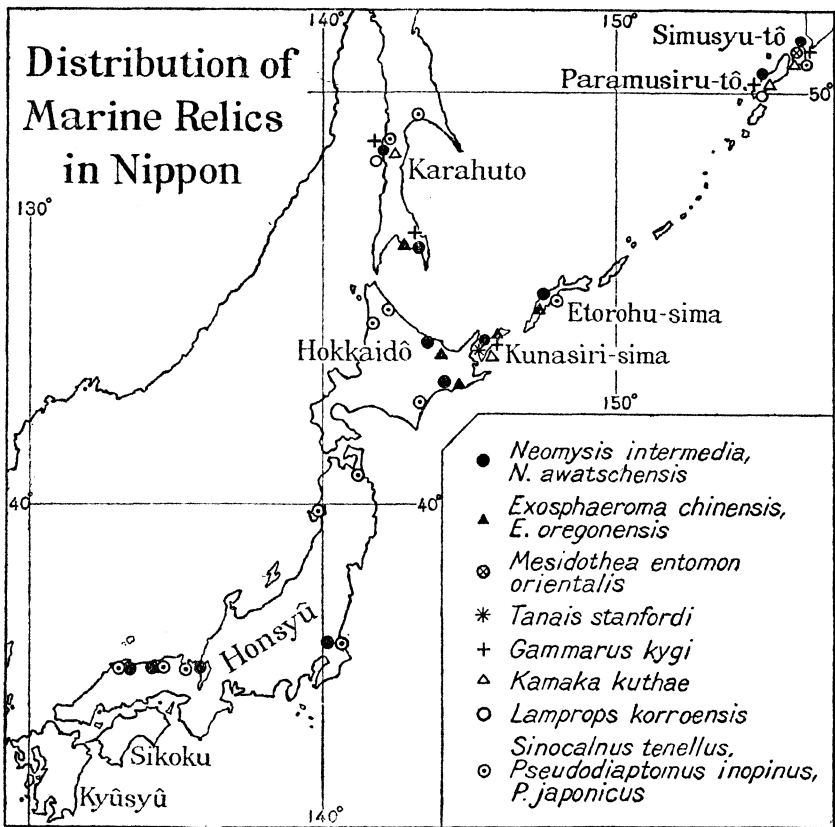 Distribution of
Marine Relics
in Nippon
140°
150°
Simusyu-tô
Paramusiru-tô
50°
130°
Karahuto
Etorohu-sima
Hokkaidô
Kunasiri-sima
150°
40°
40°
Honsyû
Sikoku
Kyûsyû
140°
Neomysis intermedia,
N. awatschensis
Exosphaeroma chinensis,
E. oregonensis
Mesidothea entomon
orientalis
Tanais stanfordi
Gammarus kygi
Kamaka kuthae
Lamprops korroensis
Sinocalnus tenellus,
Pseudodiaptomus inopinus,
P. japonicus